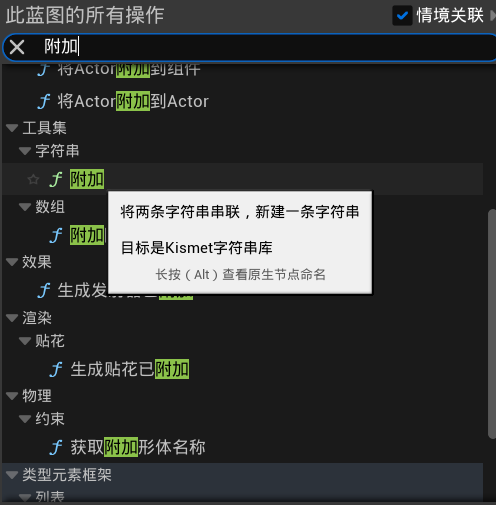 此蓝图的所有操作
情境关联
附加
将Actor附加到组件
将Actor附加到Actor
工具集
字符串
附加
将两条字符串串联，新建一条字符串
目标是Kismet字符串库
长按（Alt）查看原生节点命名
数组
附加
效果
生成发
附加
渲染
贴花
生成贴花已附加
物理
约束
获取附加形体名称
类型元素框架
列表